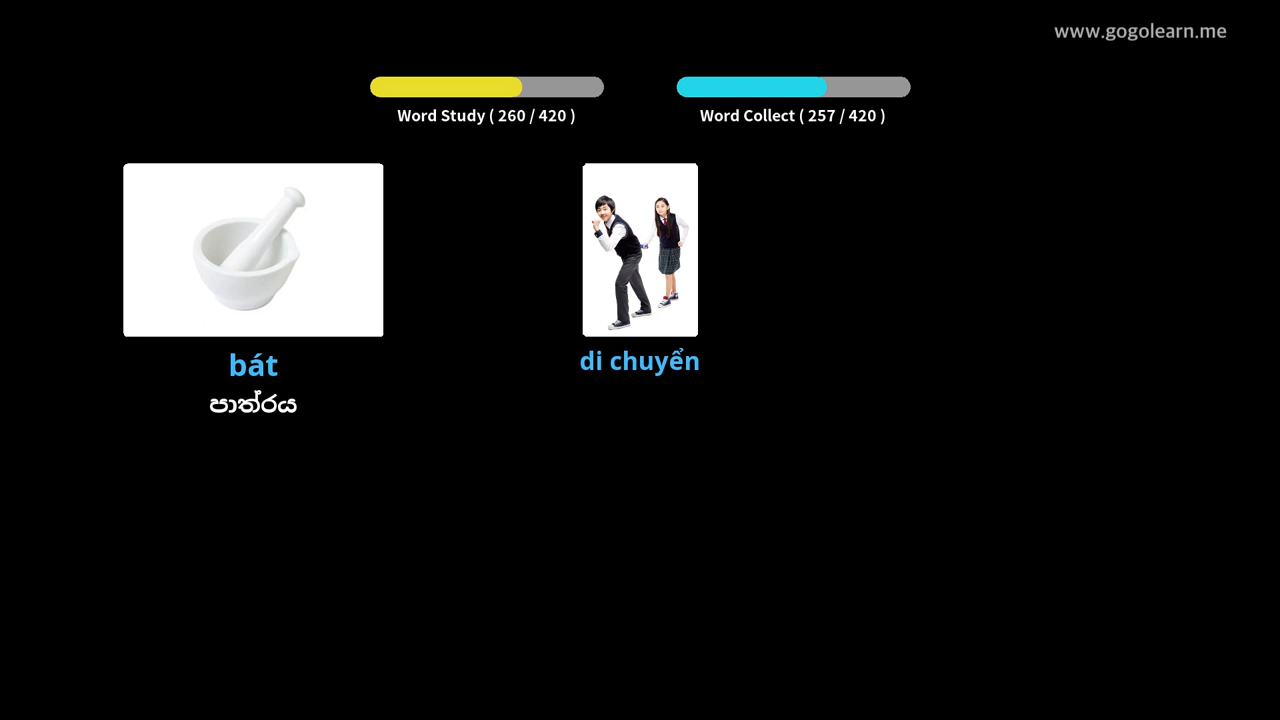 www.gogolearn.me
Word Study ( 260 / 420 )
Word Collect ( 257 / 420 )
bát
පාත්රය
di chuyển